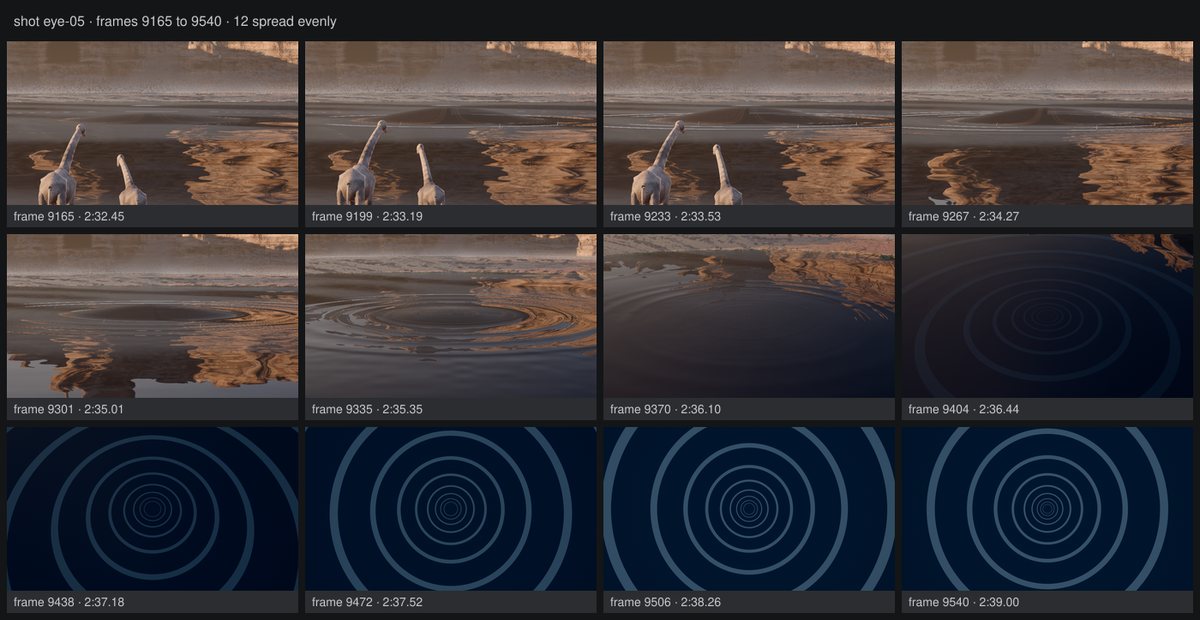 shot eye-05 · frames 9165 to 9540 · 12 spread evenly
frame 9165 · 2:32.45
frame 9199 · 2:33.19
frame 9233 · 2:33.53
frame 9267 · 2:34.27
frame 9301 · 2:35.01
frame 9335 · 2:35.35
frame 9370 · 2:36.10
frame 9404 · 2:36.44
frame 9438 · 2:37.18
frame 9472 · 2:37.52
frame 9506 · 2:38.26
frame 9540 · 2:39.00